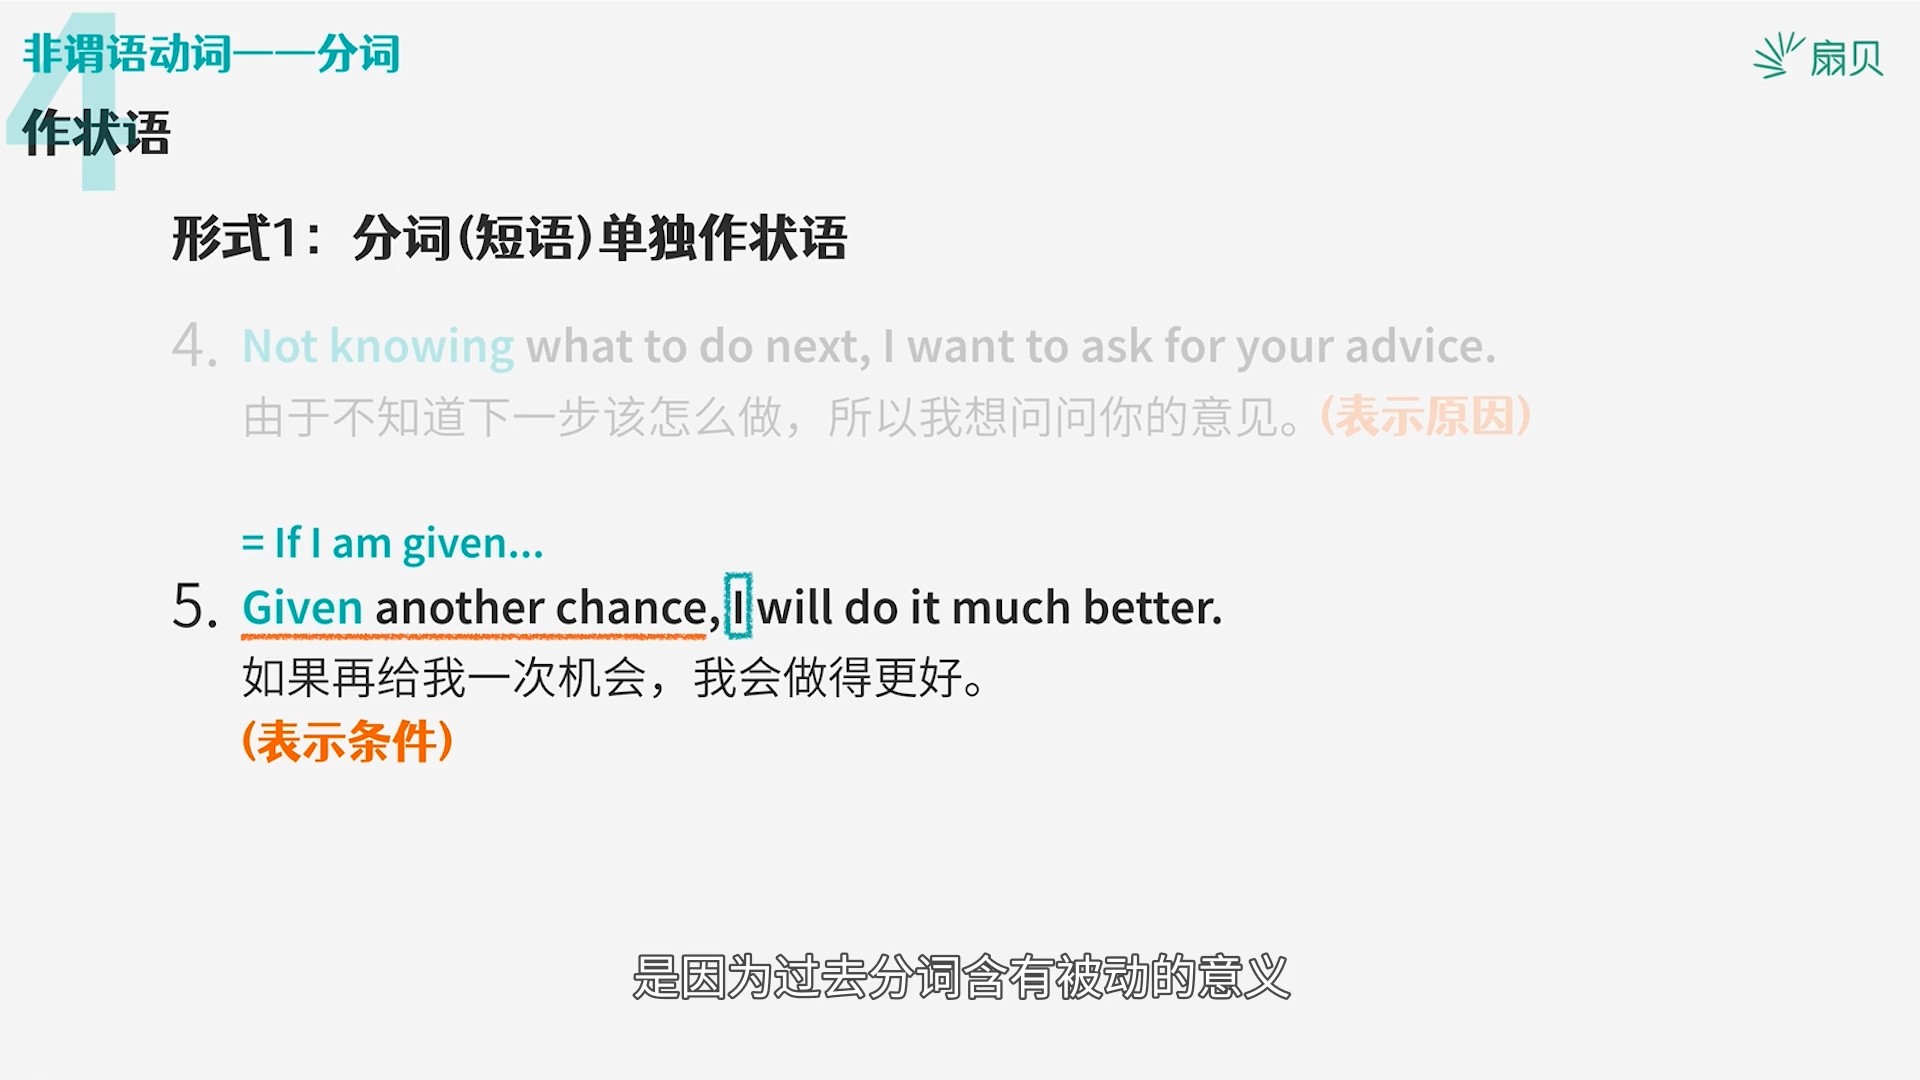 非谓语动词——分词
4
扇贝
作状语
形式1：分词(短语)单独作状语
4. Not knowing what to do next, I want to ask for your advice.
由于不知道下一步该怎么做，所以我想问问你的意见。(表示原因)
= If I am given...
5. Given another chance, I will do it much better.
如果再给我一次机会，我会做得更好。
(表示条件)
是因为过去分词含有被动的意义